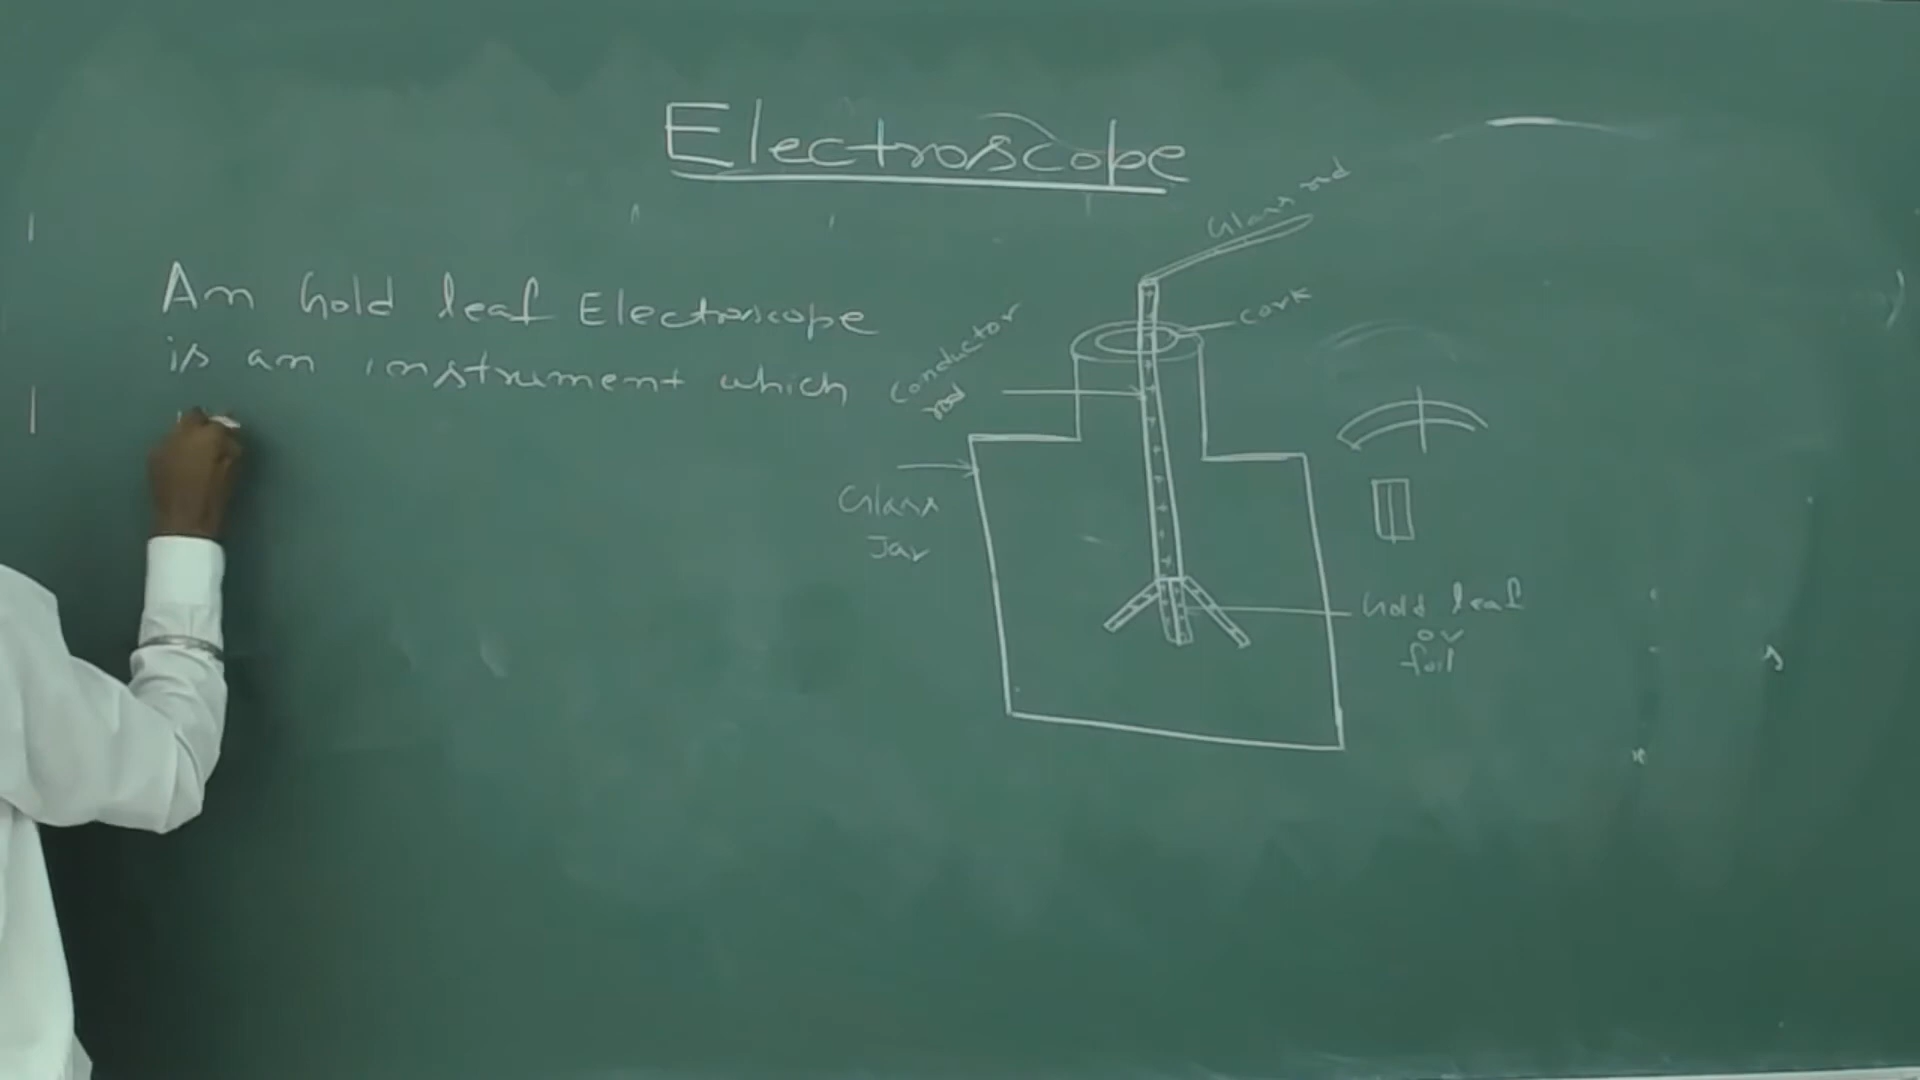 Electroscope
An Gold leaf Electroscope
is an instrument which
Glass rod
cork
Conductor
rod
Glass
Jar
Gold leaf
or
foil